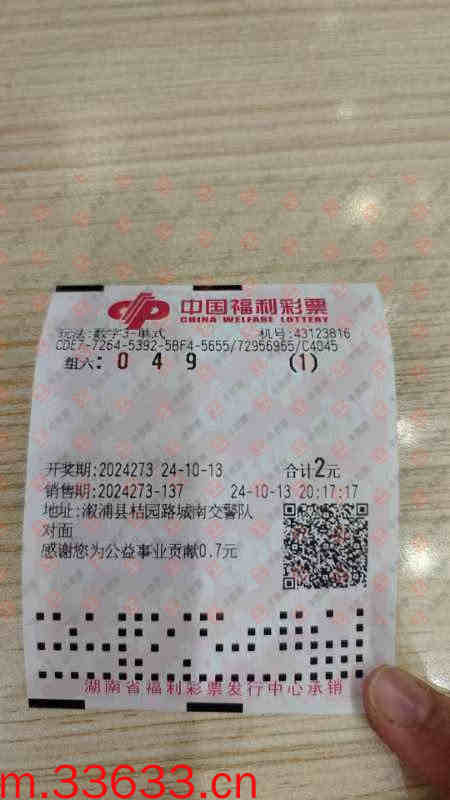 中国福利彩票
CHINA WELFARE LOTTERY
玩法:数字3-单式 机号:43123816
CDE7-7264-5392-5BF4-5655/72956955/C4045
组六: 0 4 9 (1)
开奖期:2024273 24-10-13 合计2元
销售期:2024273-137 24-10-13 20:17:17
地址:溆浦县桔园路城南交警队
对面
感谢您为公益事业贡献0.7元
湖南省福利彩票发行中心承销
m.33633.cn